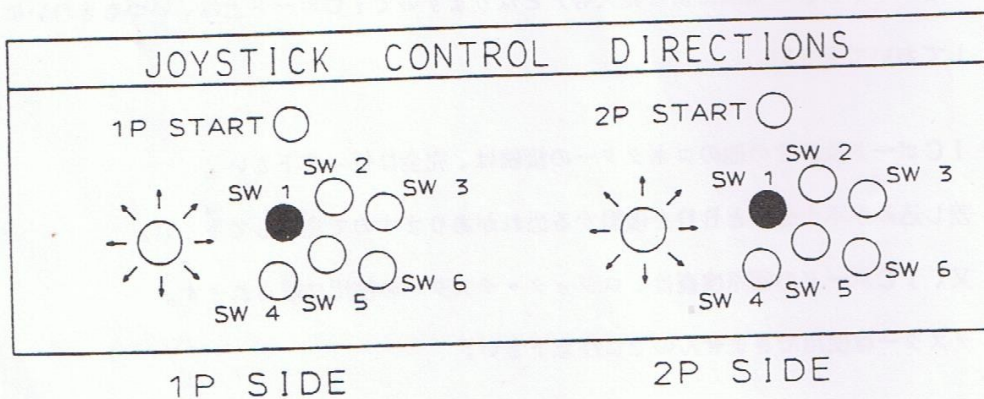 JOYSTICK CONTROL DIRECTIONS
1P START
2P START
SW 2
SW 1
SW 3
SW 4
SW 5
SW 6
SW 2
SW 1
SW 3
SW 4
SW 5
SW 6
1P SIDE
2P SIDE